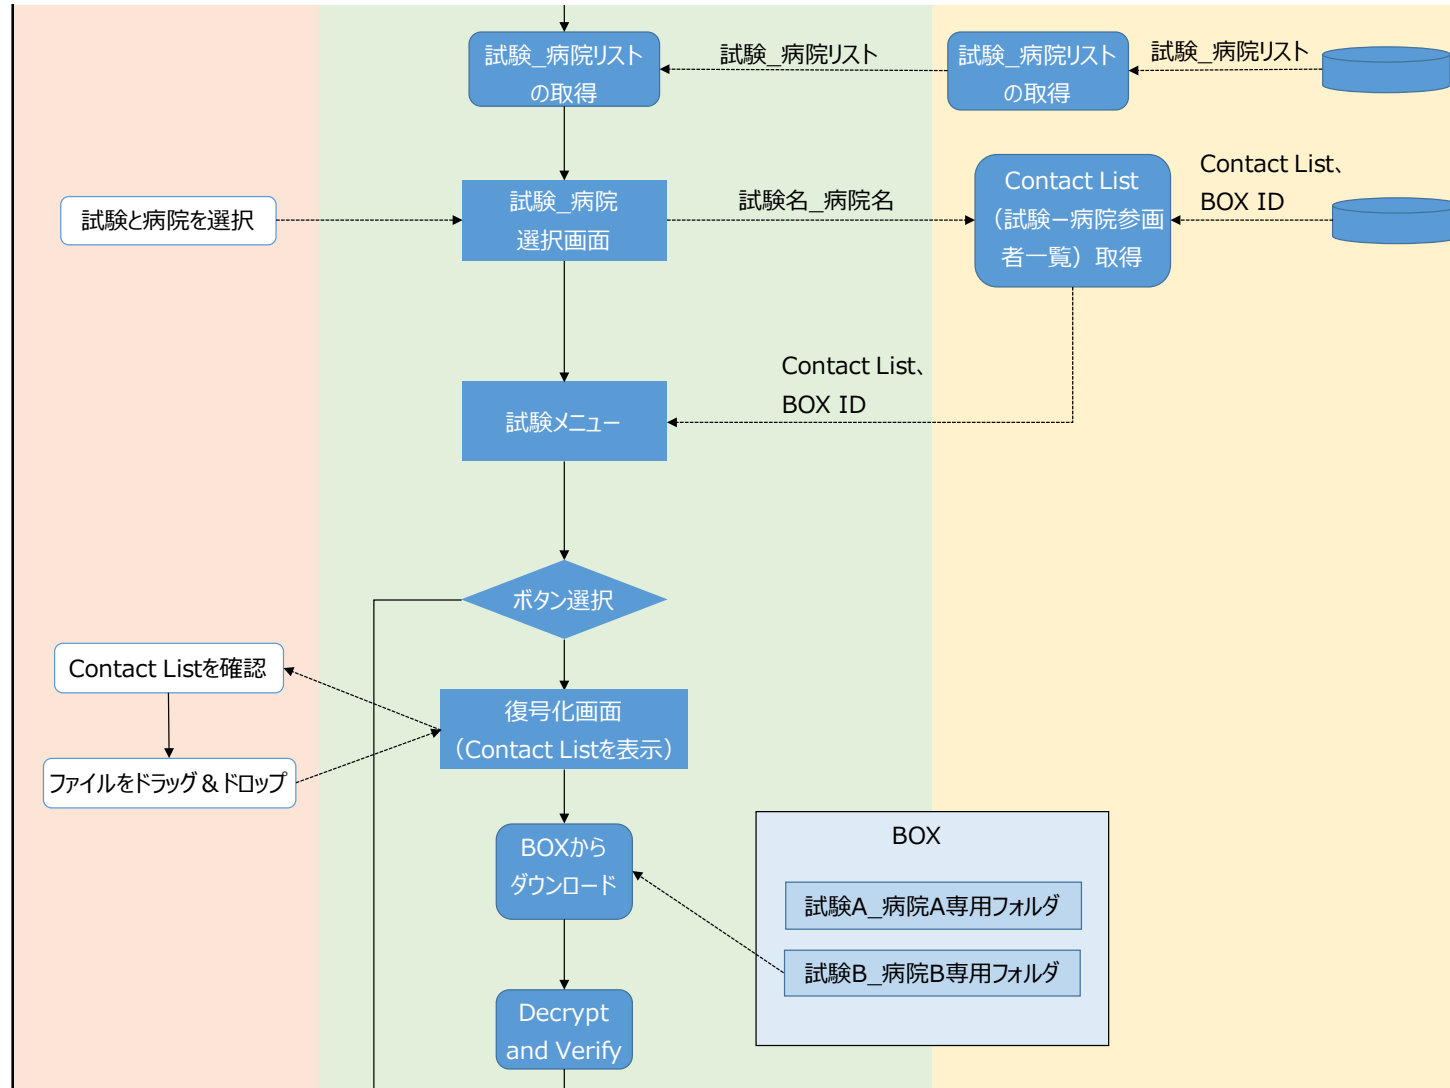 試験_病院リスト
の取得
試験_病院リスト
試験_病院リスト
の取得
試験_病院リスト
試験と病院を選択
試験_病院
選択画面
試験名_病院名
Contact List
（試験－病院参画
者一覧）取得
Contact List、
BOX ID
Contact List、
BOX ID
試験メニュー
ボタン選択
Contact Listを確認
復号化画面
（Contact Listを表示）
ファイルをドラッグ＆ドロップ
BOXから
ダウンロード
BOX
試験A_病院A専用フォルダ
試験B_病院B専用フォルダ
Decrypt
and Verify